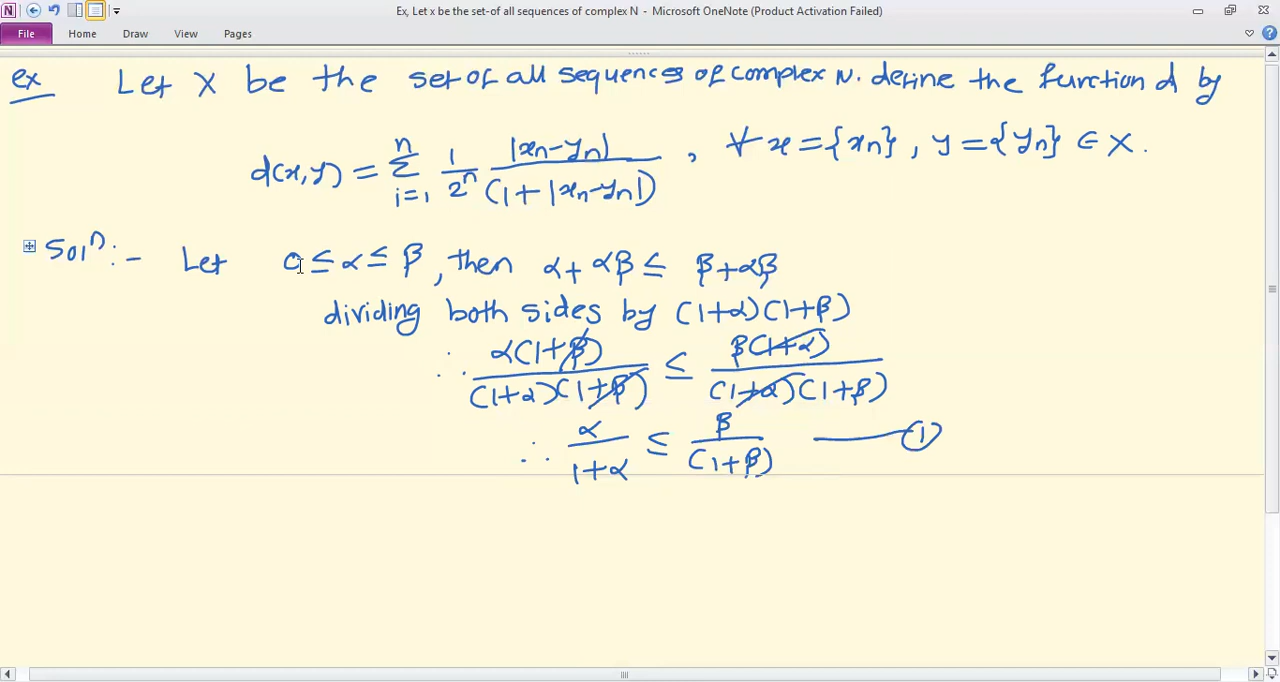 Ex, Let x be the set-of all sequences of complex N - Microsoft OneNote (Product Activation Failed)
File Home Draw View Pages
ex Let X be the set of all sequences of complex N. define the function d by
d(x,y) = n∑i=1 1/2^n |xn-yn|/(1+|xn-yn|) , ∀ x={xn}, y={yn} ∈ X.
Solⁿ:- Let 0 ≤ α ≤ β, then α+αβ ≤ β+αβ
dividing both sides by (1+α)(1+β)
∴ α(1+β)/(1+α)(1+β) ≤ β(1+α)/(1+α)(1+β)
∴ α/1+α ≤ β/(1+β) —— ①